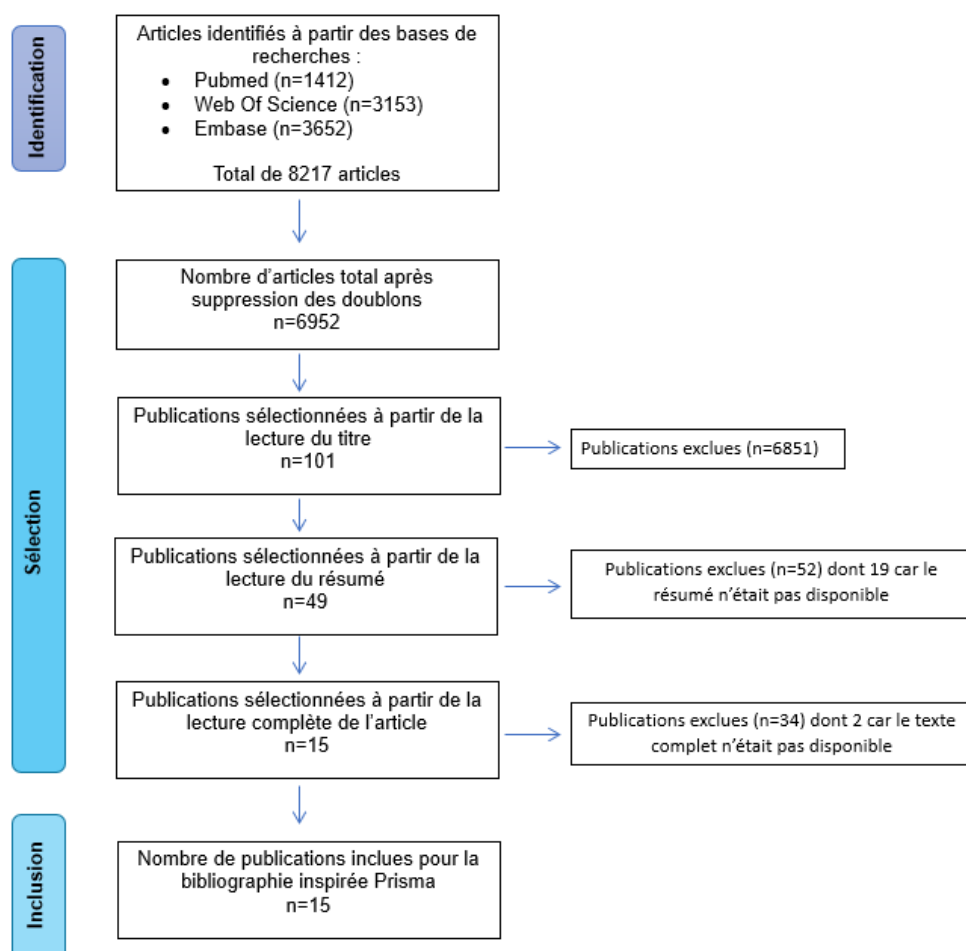 Identification
Articles identifiés à partir des bases de
recherches :
• Pubmed (n=1412)
• Web Of Science (n=3153)
• Embase (n=3652)
Total de 8217 articles
Sélection
Nombre d'articles total après
suppression des doublons
n=6952
Publications sélectionnées à partir de la
lecture du titre
n=101
Publications exclues (n=6851)
Publications sélectionnées à partir de la
lecture du résumé
n=49
Publications exclues (n=52) dont 19 car le
résumé n'était pas disponible
Publications sélectionnées à partir de la
lecture complète de l'article
n=15
Publications exclues (n=34) dont 2 car le texte
complet n'était pas disponible
Inclusion
Nombre de publications inclues pour la
bibliographie inspirée Prisma
n=15